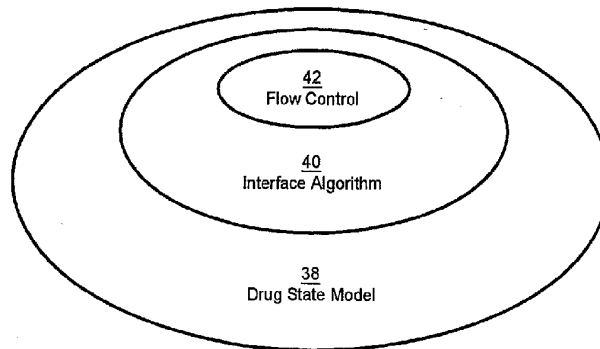 42
Flow Control
40
Interface Algorithm
38
Drug State Model